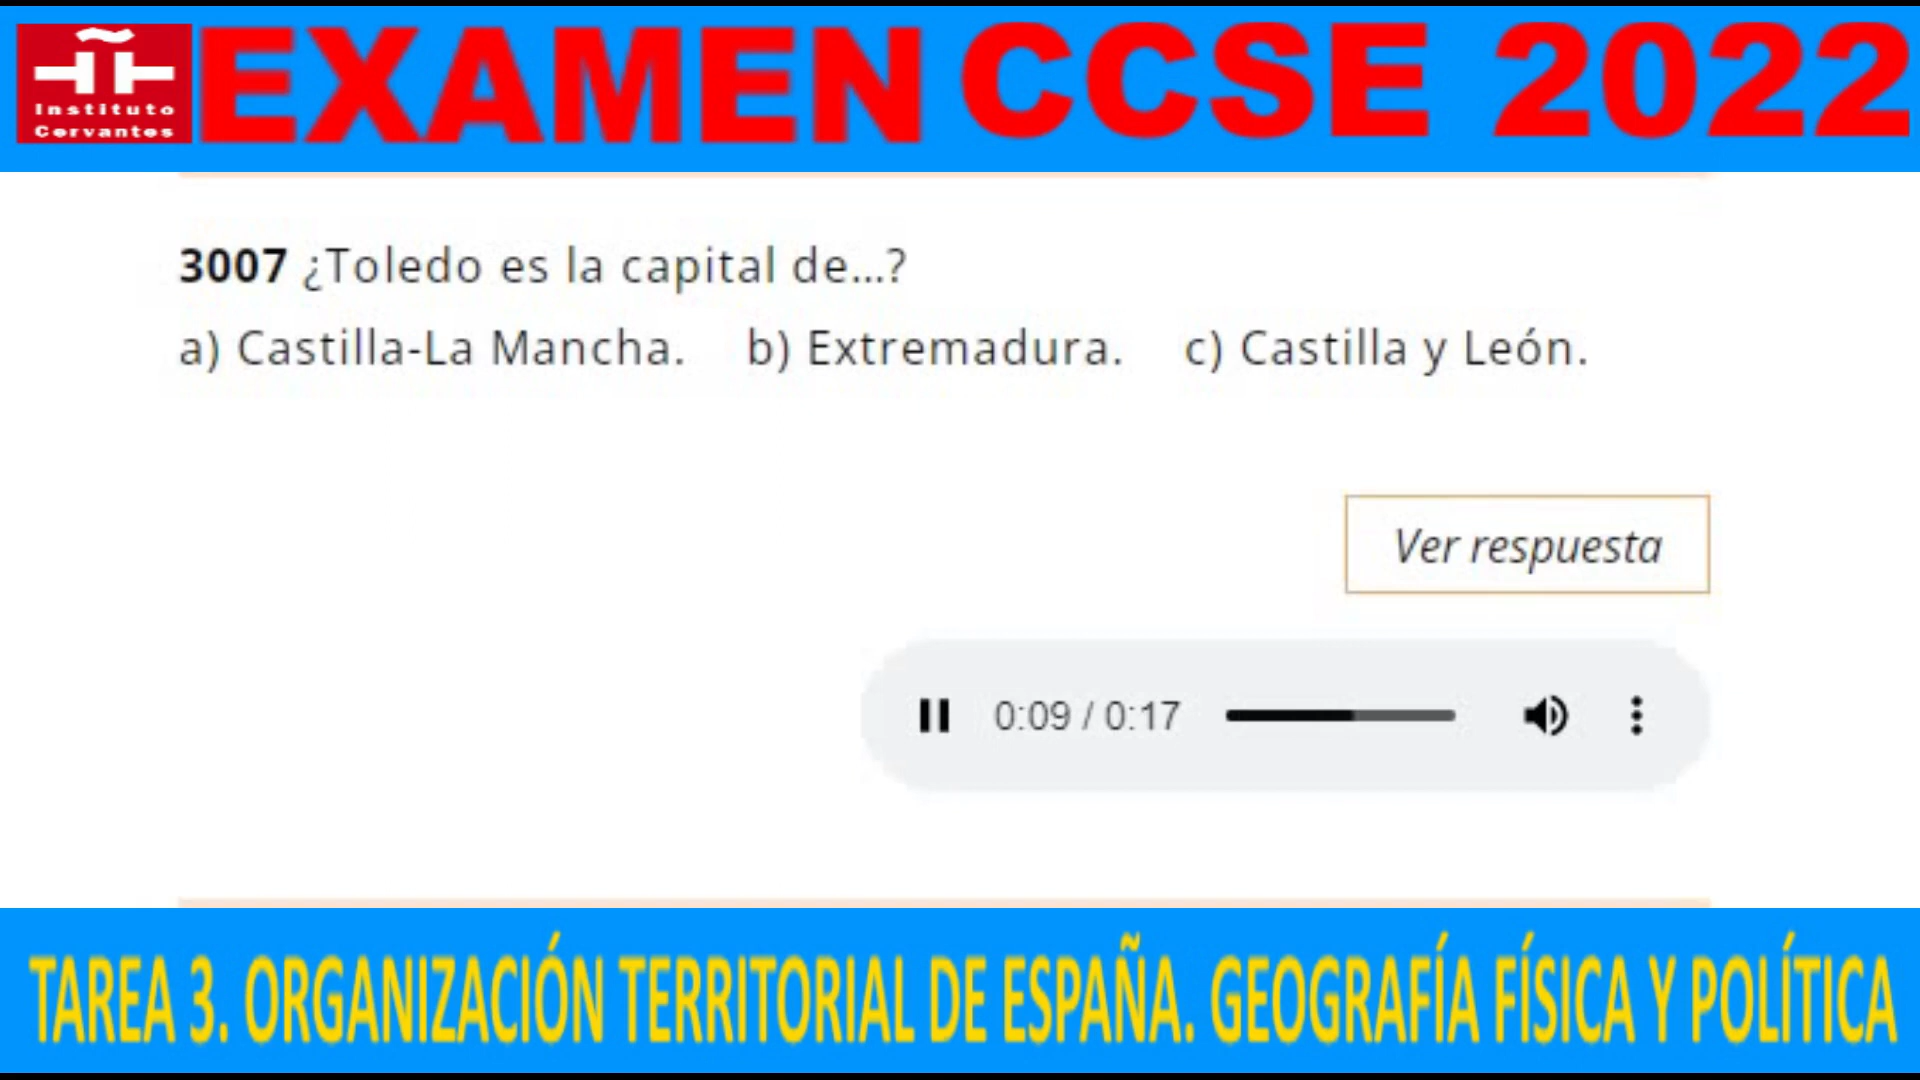 Instituto
Cervantes
EXAMEN CCSE 2022
3007 ¿Toledo es la capital de...?
a) Castilla-La Mancha. b) Extremadura. c) Castilla y León.
Ver respuesta
0:09 / 0:17
TAREA 3. ORGANIZACIÓN TERRITORIAL DE ESPAÑA. GEOGRAFÍA FÍSICA Y POLÍTICA